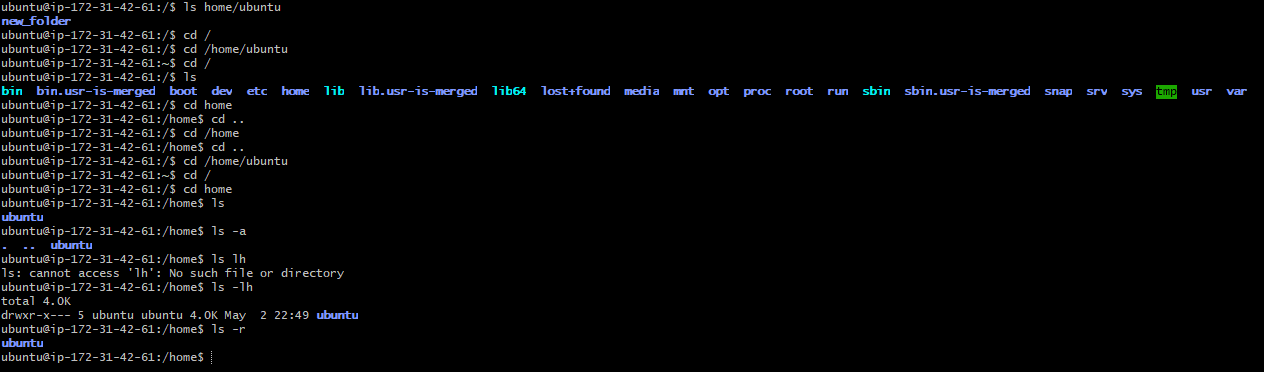 ubuntu@ip-172-31-42-61:/$ ls home/ubuntu
new_folder
ubuntu@ip-172-31-42-61:/$ cd /
ubuntu@ip-172-31-42-61:/$ cd /home/ubuntu
ubuntu@ip-172-31-42-61:~$ cd /
ubuntu@ip-172-31-42-61:/$ ls
bin  bin.usr-is-merged  boot  dev  etc  home  lib  lib.usr-is-merged  lib64  lost+found  media  mnt  opt  proc  root  run  sbin  sbin.usr-is-merged  snap  srv  sys  tmp  usr  var
ubuntu@ip-172-31-42-61:/$ cd home
ubuntu@ip-172-31-42-61:/home$ cd ..
ubuntu@ip-172-31-42-61:/$ cd /home
ubuntu@ip-172-31-42-61:/home$ cd ..
ubuntu@ip-172-31-42-61:/$ cd /home/ubuntu
ubuntu@ip-172-31-42-61:~$ cd /
ubuntu@ip-172-31-42-61:/$ cd home
ubuntu@ip-172-31-42-61:/home$ ls
ubuntu
ubuntu@ip-172-31-42-61:/home$ ls -a
.  ..  ubuntu
ubuntu@ip-172-31-42-61:/home$ ls lh
ls: cannot access 'lh': No such file or directory
ubuntu@ip-172-31-42-61:/home$ ls -lh
total 4.0K
drwxr-x--- 5 ubuntu ubuntu 4.0K May  2 22:49 ubuntu
ubuntu@ip-172-31-42-61:/home$ ls -r
ubuntu
ubuntu@ip-172-31-42-61:/home$